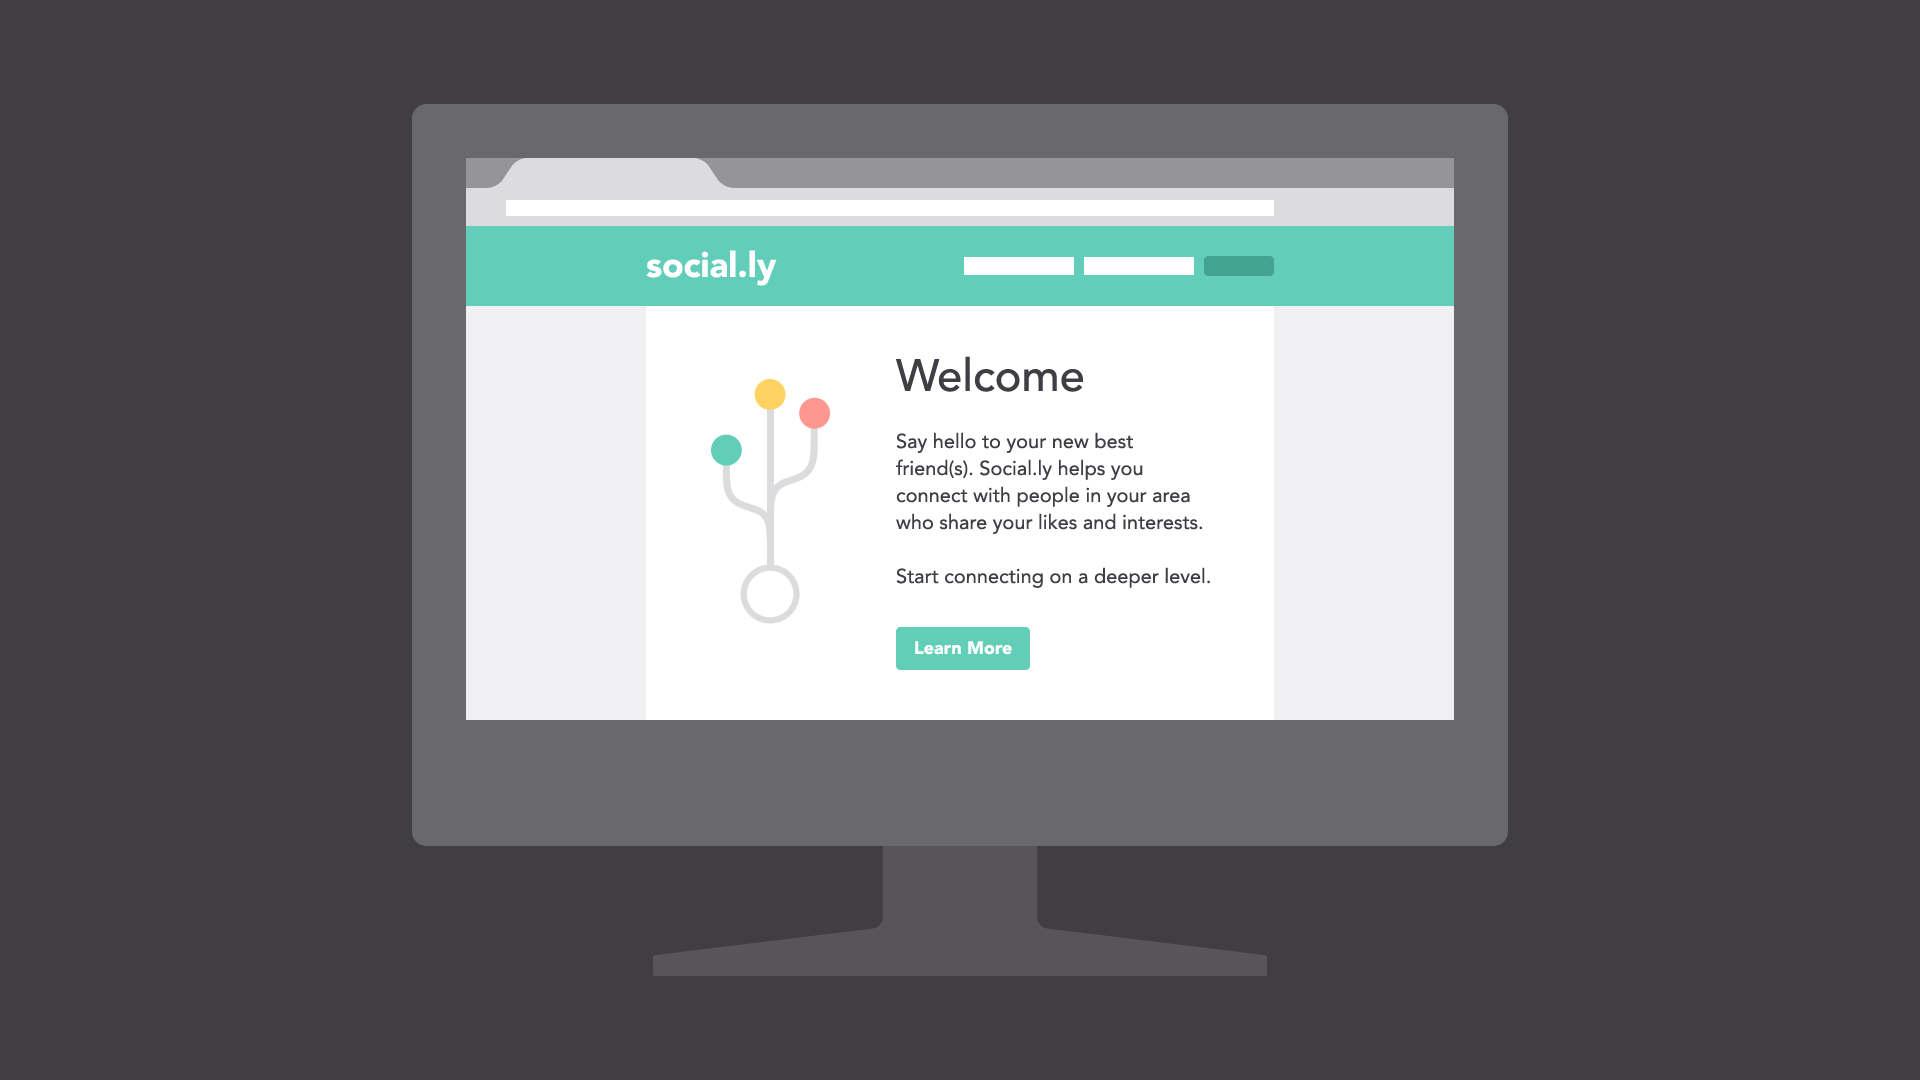 social.ly
Welcome
Say hello to your new best
friend(s). Social.ly helps you
connect with people in your area
who share your likes and interests.
Start connecting on a deeper level.
Learn More